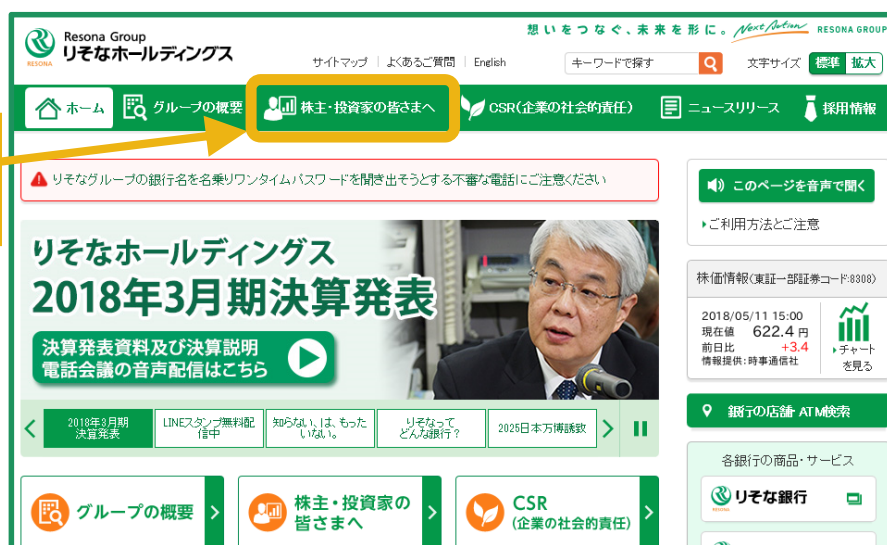 想いをつなぐ、未来を形に。 Next Action RESONA GROUP
Resona Group
りそなホールディングス
RESONA
サイトマップ よくあるご質問 English キーワードで探す 文字サイズ 標準 拡大
ホーム グループの概要 株主・投資家の皆さまへ CSR(企業の社会的責任) ニュースリリース 採用情報
りそなグループの銀行名を名乗りワンタイムパスワードを聞き出そうとする不審な電話にご注意ください
りそなホールディングス
2018年3月期決算発表
決算発表資料及び決算説明
電話会議の音声配信はこちら
2018年3月期
決算発表
LINEスタンプ無料配
信中
知らない、は、もった
いない。
りそなって
どんな銀行?
2025日本万博誘致
グループの概要
株主・投資家の
皆さまへ
CSR
(企業の社会的責任)
このページを音声で聞く
ご利用方法とご注意
株価情報(東証一部証券コード:8308)
2018/05/11 15:00
現在値 622.4 円
前日比 +3.4
情報提供:時事通信社
チャート
を見る
銀行の店舗・ATM検索
各銀行の商品・サービス
りそな銀行
RESONA